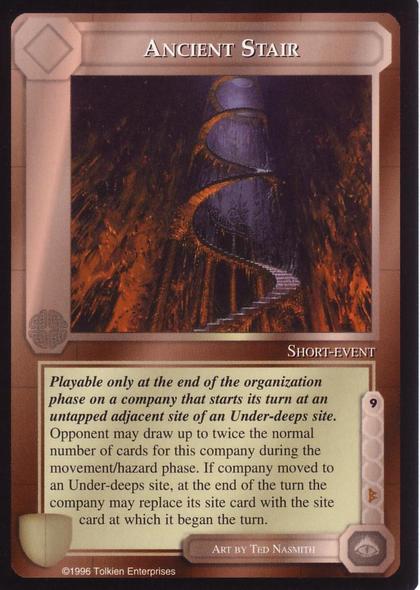 ANCIENT STAIR
SHORT-EVENT
Playable only at the end of the organization
phase on a company that starts its turn at an
untapped adjacent site of an Under-deeps site.
Opponent may draw up to twice the normal
number of cards for this company during the
movement/hazard phase. If company moved to
an Under-deeps site, at the end of the turn the
company may replace its site card with the site
card at which it began the turn.
9
ART BY TED NASMITH
©1996 Tolkien Enterprises